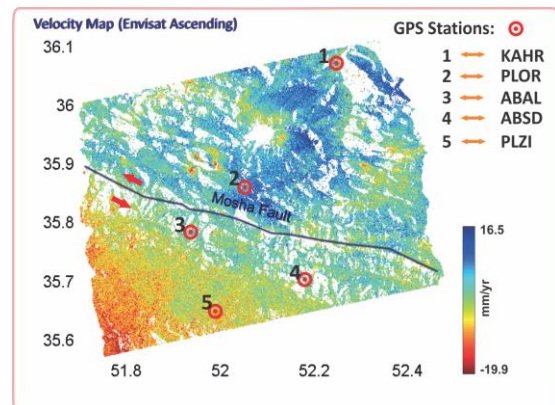 Velocity Map (Envisat Ascending)
GPS Stations:
1 KAHR
2 PLOR
3 ABAL
4 ABSD
5 PLZI
36.1
36
35.9
35.8
35.7
35.6
1
2
Mosha Fault
3
4
5
51.8 52 52.2 52.4
16.5
mm/yr
-19.9